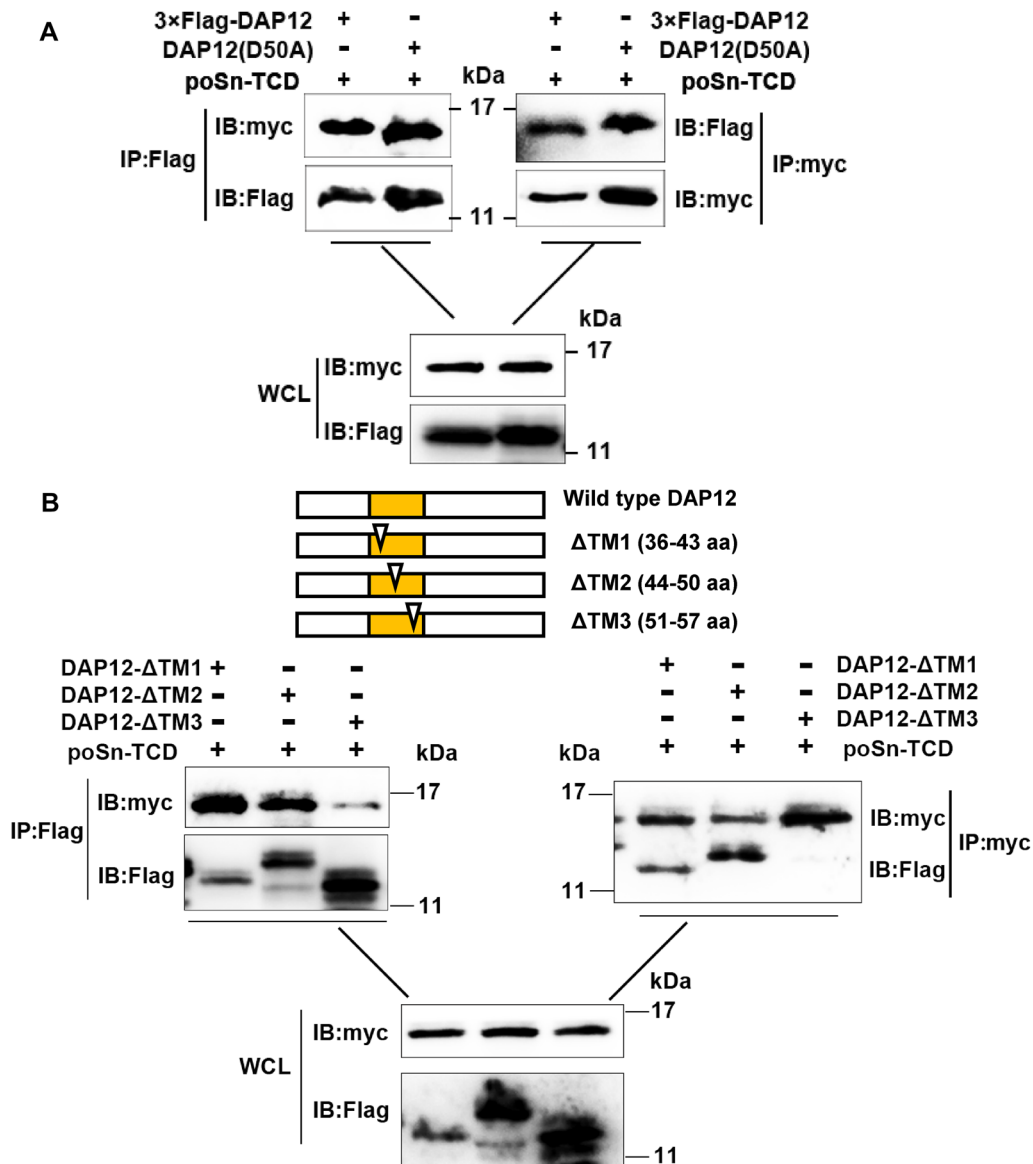 A
3×Flag-DAP12 + - + - 3×Flag-DAP12
DAP12(D50A) - + - + DAP12(D50A)
poSn-TCD + + kDa + + poSn-TCD
IB:myc - 17 - IB:Flag
IP:Flag IP:myc
IB:Flag - 11 - IB:myc
kDa
IB:myc - 17
WCL
IB:Flag - 11
B
Wild type DAP12
ΔTM1 (36-43 aa)
ΔTM2 (44-50 aa)
ΔTM3 (51-57 aa)
DAP12-ΔTM1 + - - + - - DAP12-ΔTM1
DAP12-ΔTM2 - + - - + - DAP12-ΔTM2
DAP12-ΔTM3 - - + - - + DAP12-ΔTM3
poSn-TCD + + + kDa kDa + + + poSn-TCD
IB:myc — 17 17 — IB:myc
IP:Flag IP:myc
IB:Flag — 11 11 — IB:Flag
kDa
IB:myc — 17
WCL
IB:Flag — 11